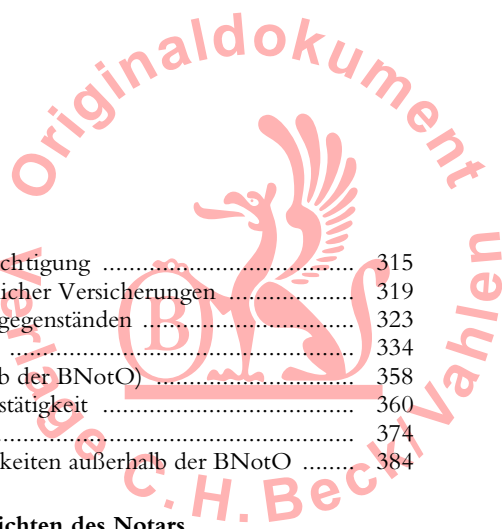 Originaldokument
Verlage C.H.Beck/Vahlen
B
chtigung .................................... 315
licher Versicherungen .................. 319
gegenständen .............................. 323
.................................................. 334
b der BNotO) ............................ 358
stätigkeit .................................... 360
.................................................. 374
keiten außerhalb der BNotO ........ 384
ichten des Notars